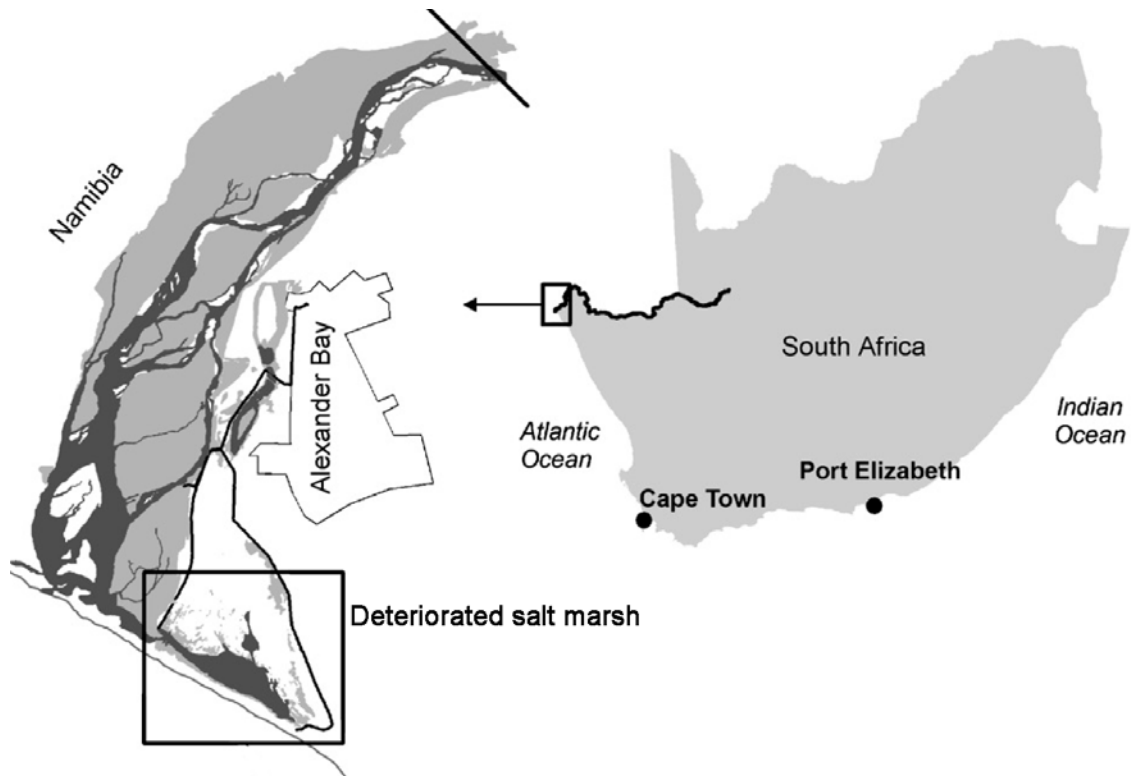 Namibia
Alexander Bay
Deteriorated salt marsh
South Africa
Atlantic
Ocean
Indian
Ocean
Port Elizabeth
Cape Town